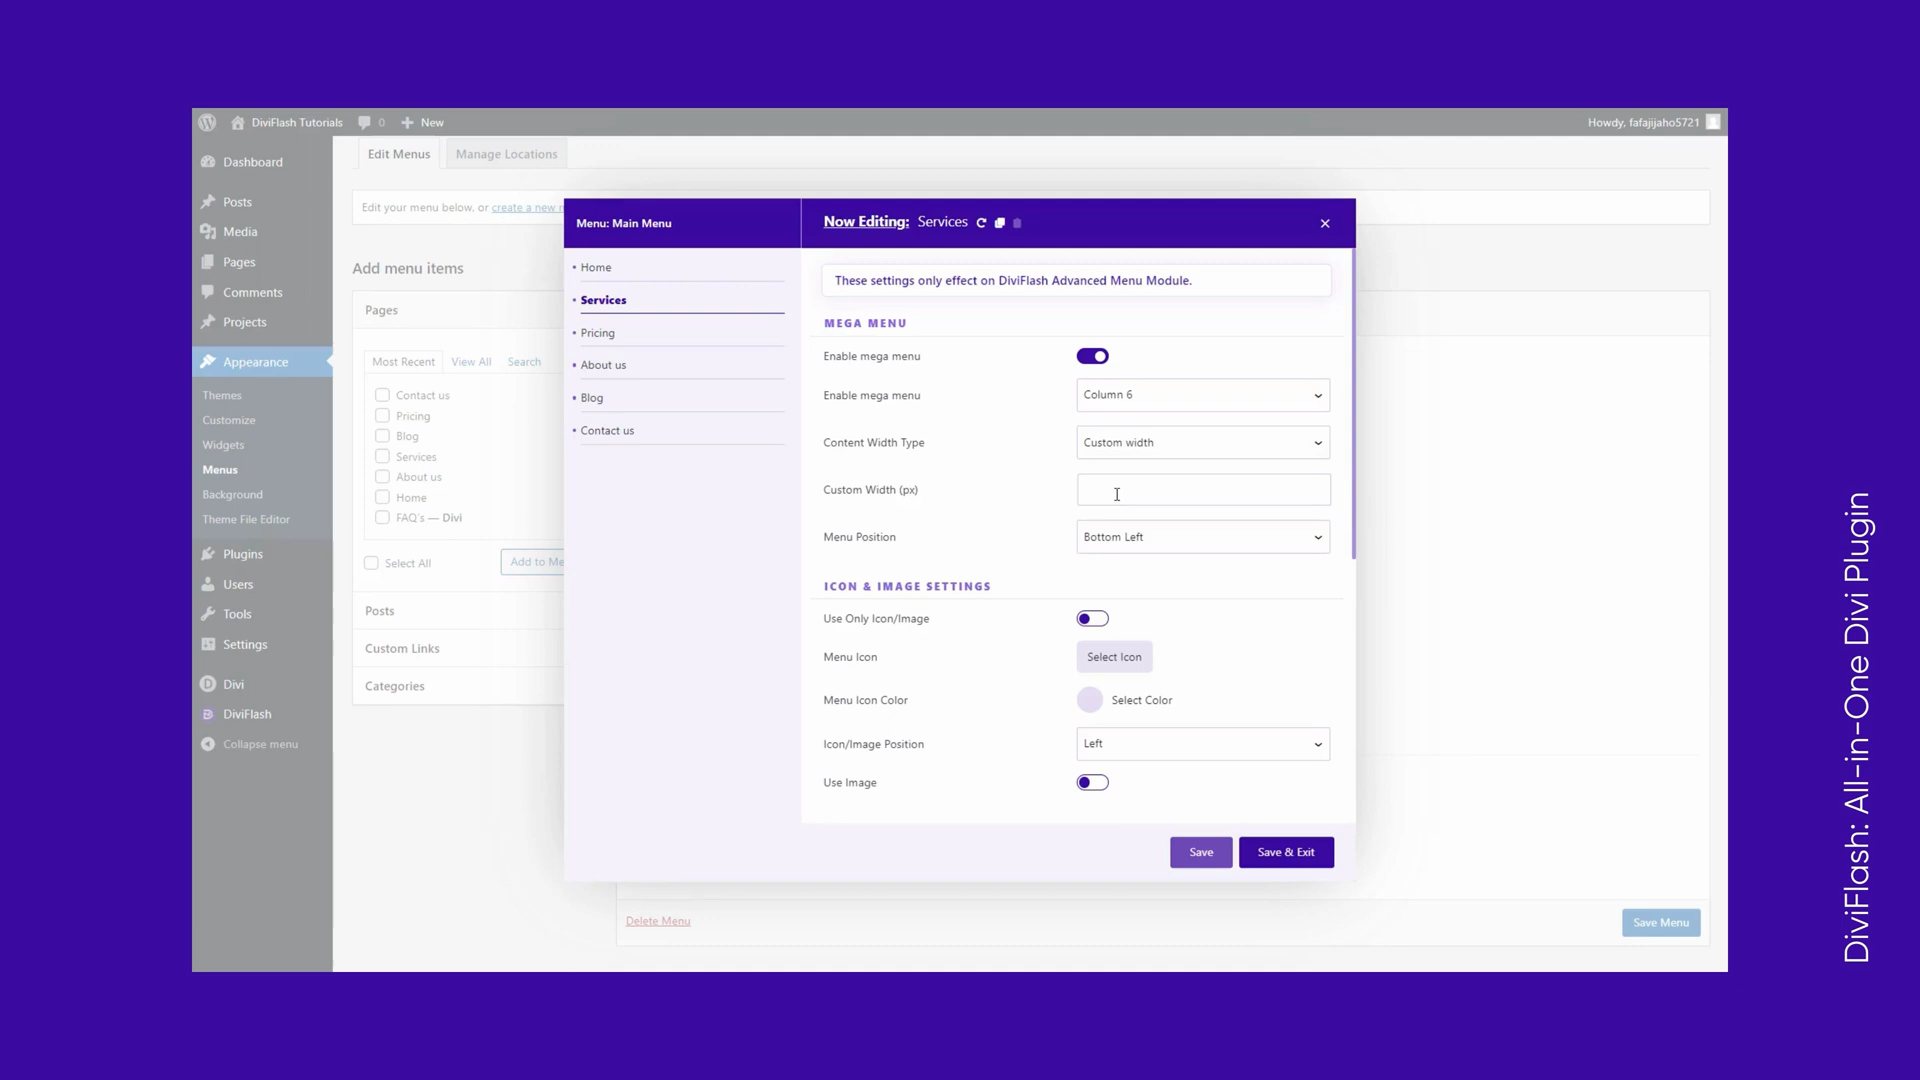 DiviFlash Tutorials
0
New
Howdy, fafajijaho5721
Dashboard
Posts
Media
Pages
Comments
Projects
Appearance
Themes
Customize
Widgets
Menus
Background
Theme File Editor
Plugins
Users
Tools
Settings
Divi
DiviFlash
Collapse menu
Edit Menus
Manage Locations
Edit your menu below, or create a new
Add menu items
Pages
Most Recent
View All
Search
Contact us
Pricing
Blog
Services
About us
Home
FAQ's — Divi
Select All
Add to Me
Posts
Custom Links
Categories
Menu: Main Menu
Home
Services
Pricing
About us
Blog
Contact us
Now Editing: Services
These settings only effect on DiviFlash Advanced Menu Module.
MEGA MENU
Enable mega menu
Enable mega menu
Column 6
Content Width Type
Custom width
Custom Width (px)
Menu Position
Bottom Left
ICON & IMAGE SETTINGS
Use Only Icon/Image
Menu Icon
Select Icon
Menu Icon Color
Select Color
Icon/Image Position
Left
Use Image
Save
Save & Exit
Delete Menu
Save Menu
DiviFlash: All-in-One Divi Plugin